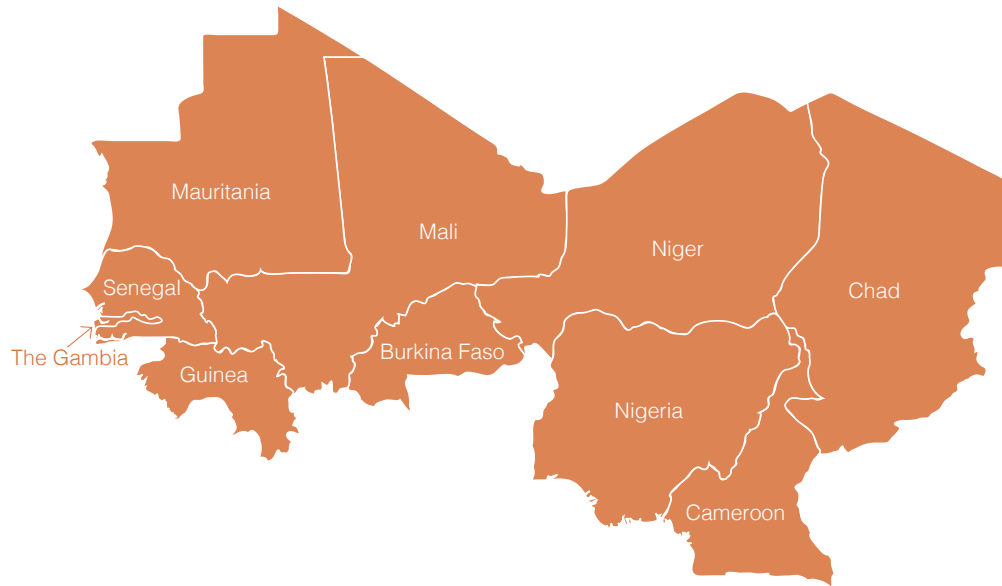 Mauritania
Mali
Niger
Senegal
Chad
The Gambia
Burkina Faso
Guinea
Nigeria
Cameroon